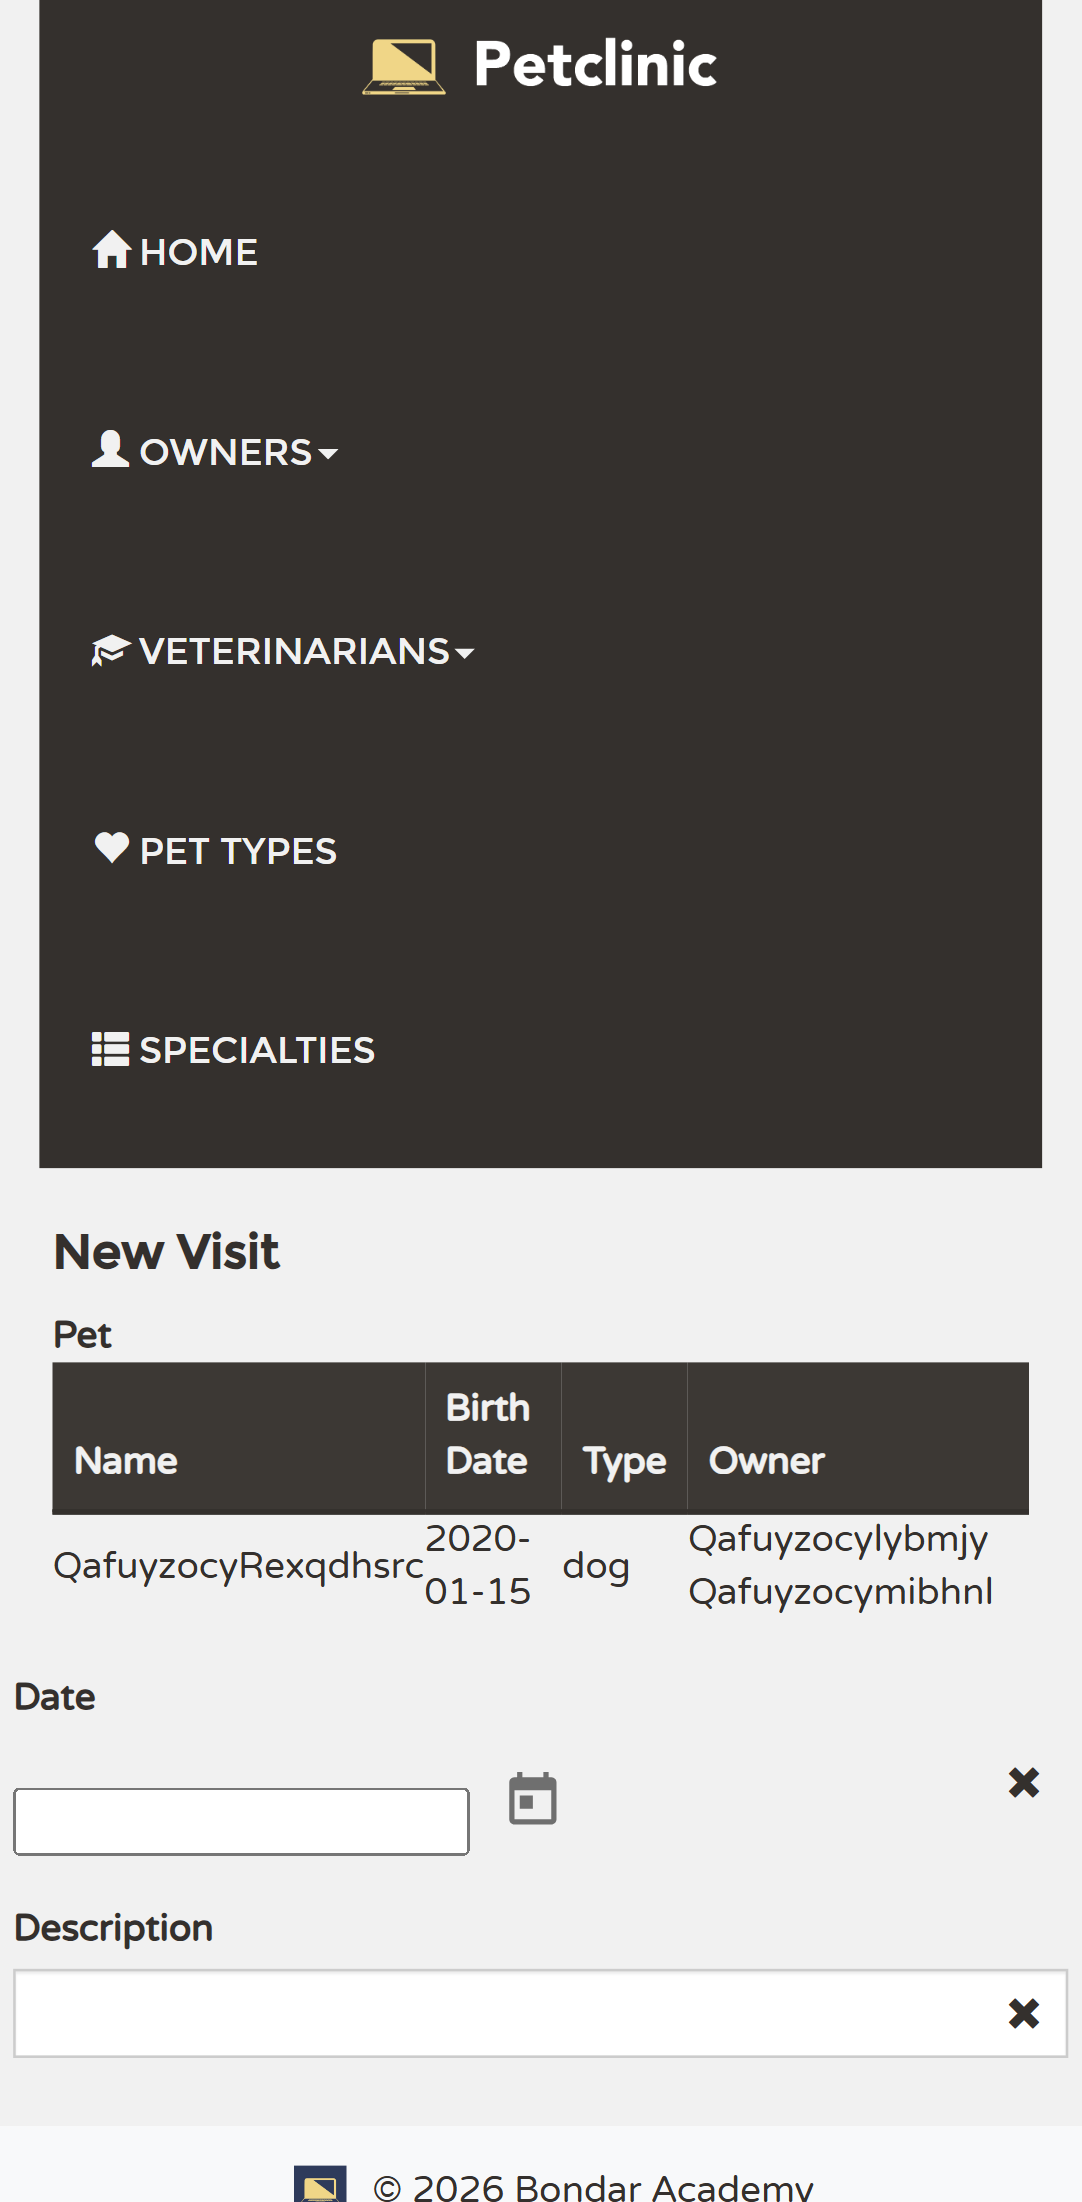 Petclinic
HOME
OWNERS
VETERINARIANS
PET TYPES
SPECIALTIES
New Visit
Pet
Name Birth Date Type Owner
QafuyzocyRexqdhsrc 2020-01-15 dog Qafuyzocylybmjy Qafuyzocymibhnl
Date
Description
© 2026 Bondar Academy